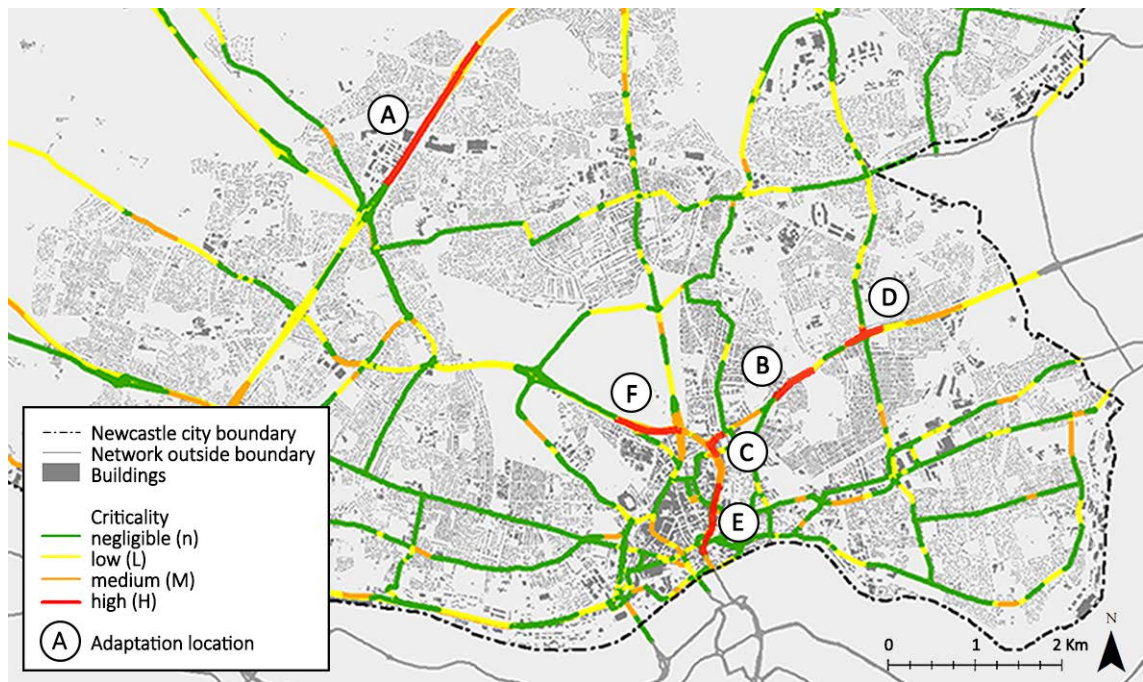 A
D
B
F
C
E
Newcastle city boundary
Network outside boundary
Buildings
Criticality
negligible (n)
low (L)
medium (M)
high (H)
A Adaptation location
N
0 1 2 Km